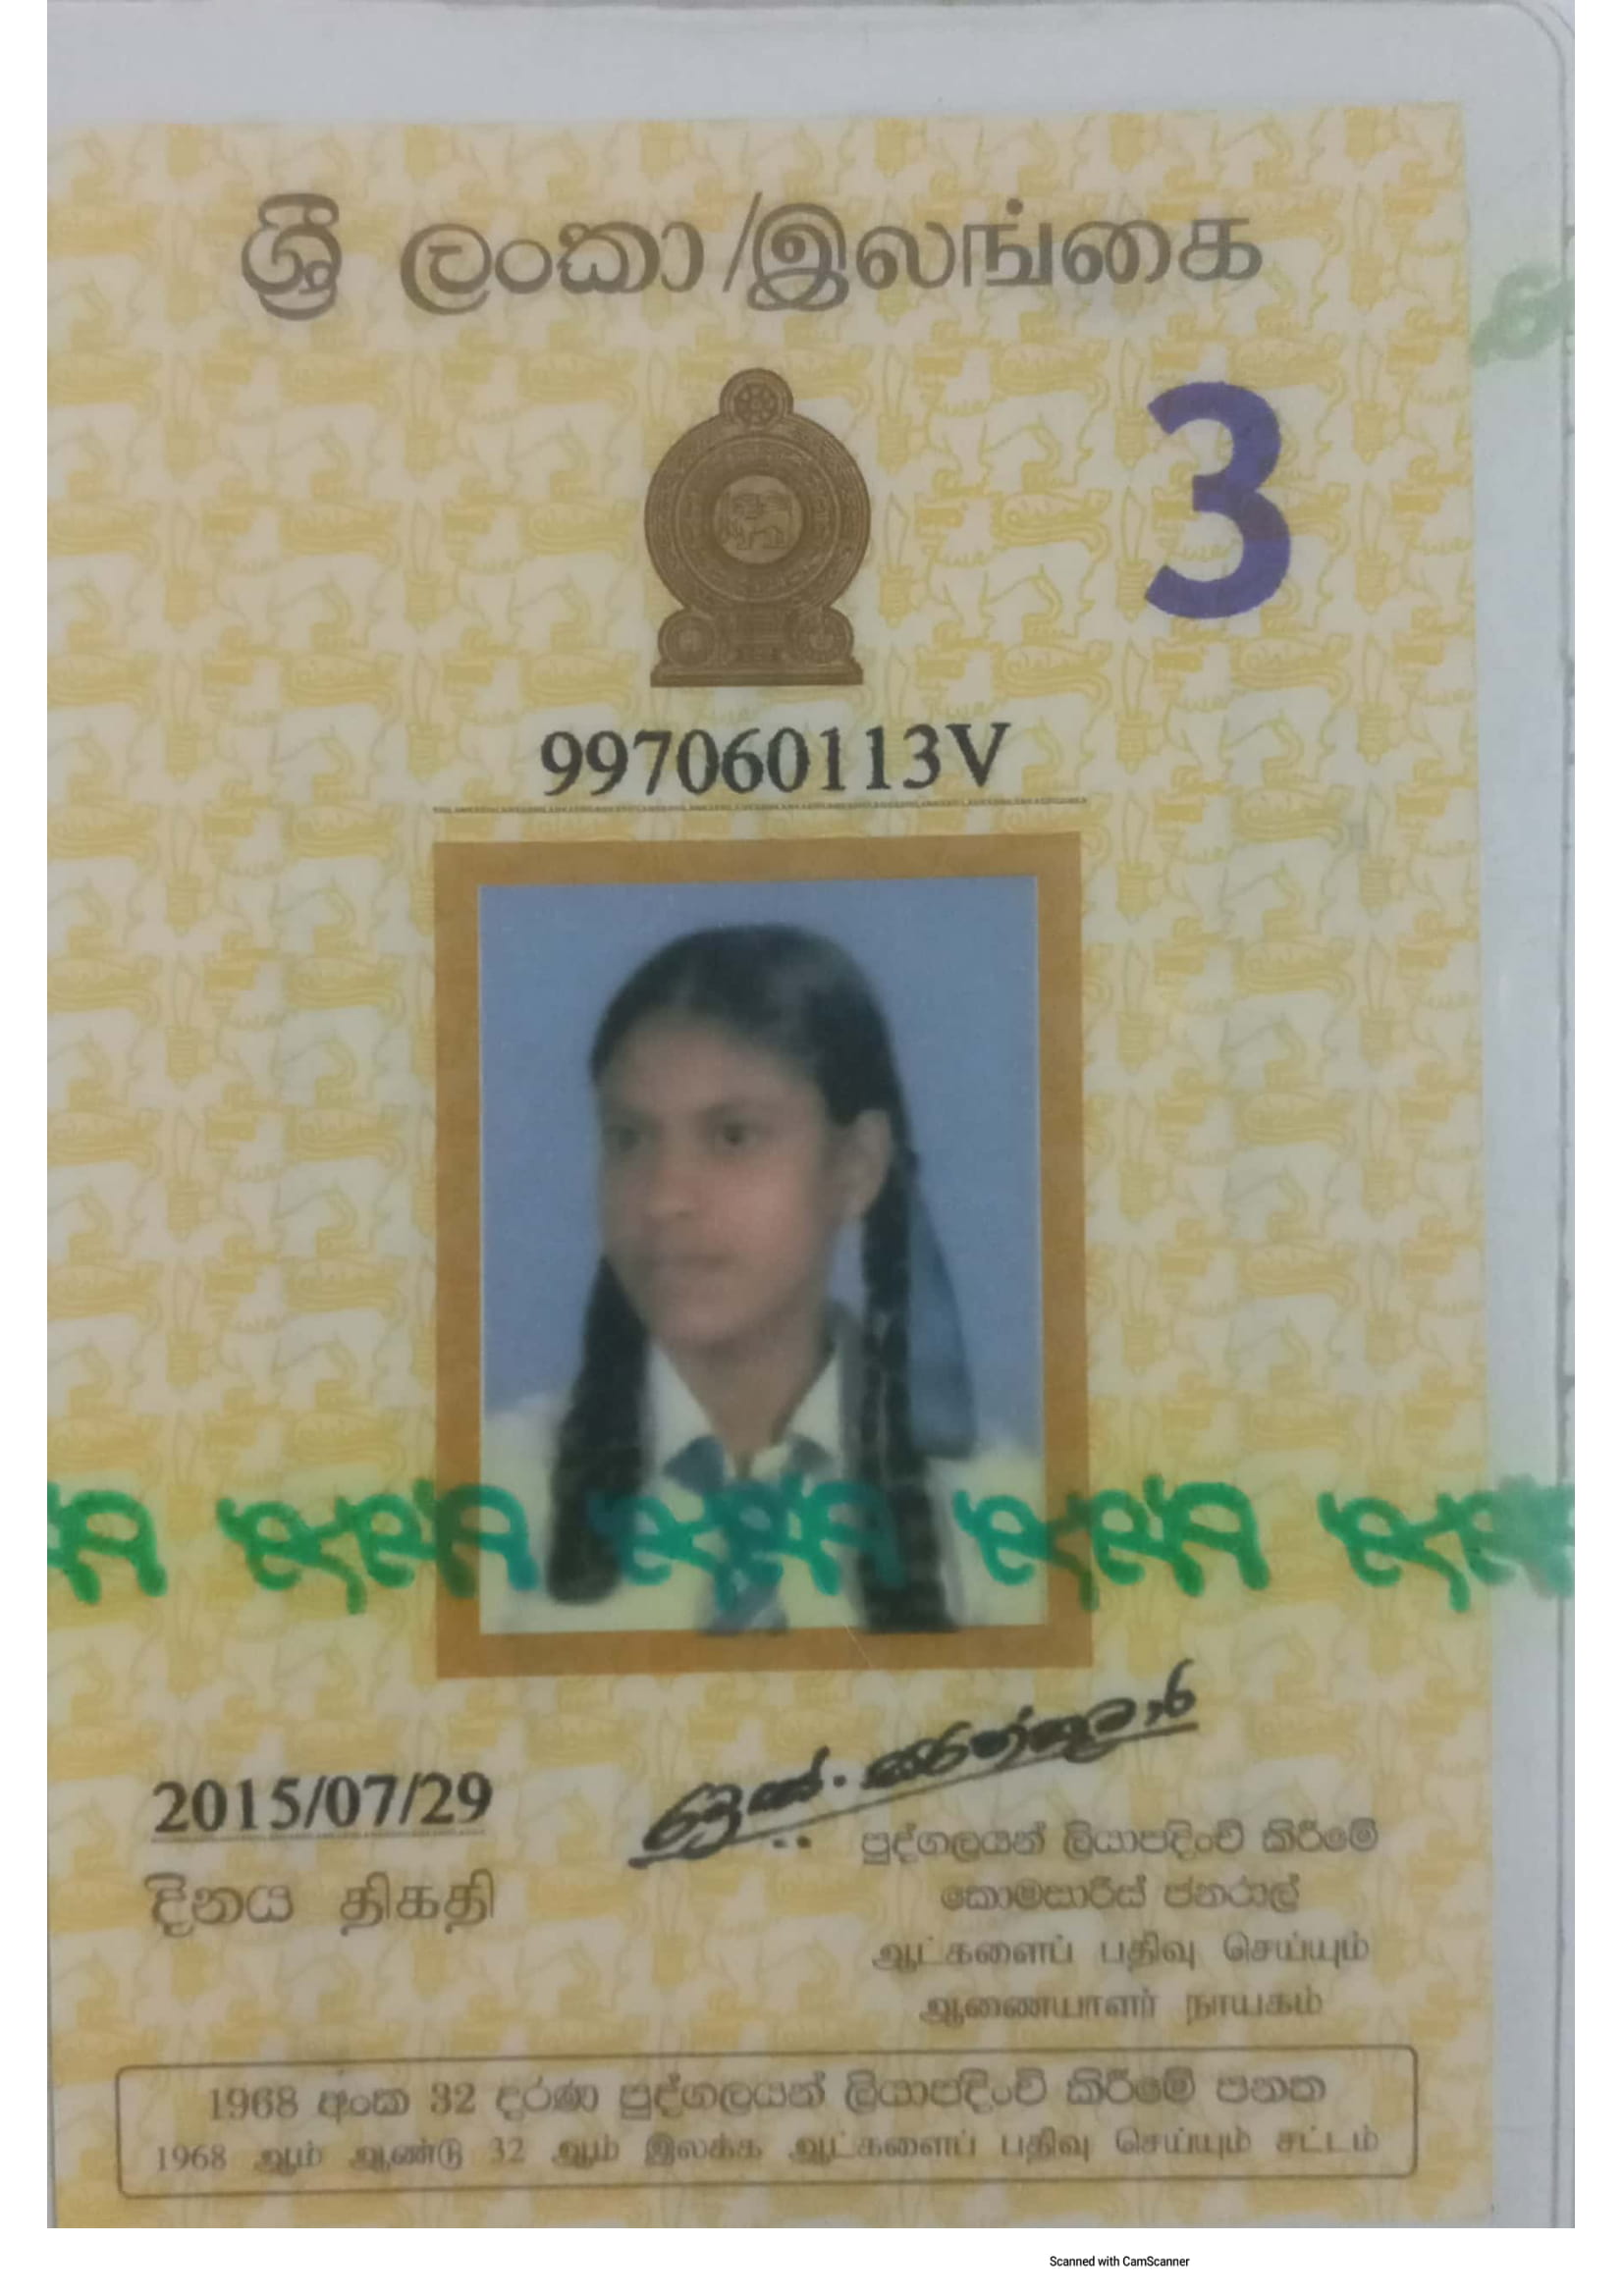 ශ්‍රී ලංකා/இலங்கை
3
997060113V
2015/07/29
දිනය திகதி
පුද්ගලයන් ලියාපදිංචි කිරීමේ
කොමසාරිස් ජනරාල්
ஆட்களைப் பதிவு செய்யும்
ஆணையாளர் நாயகம்
1968 අංක 32 දරණ පුද්ගලයන් ලියාපදිංචි කිරීමේ පනත
1968 ஆம் ஆண்டு 32 ஆம் இலக்க ஆட்களைப் பதிவு செய்யும் சட்டம்
Scanned with CamScanner